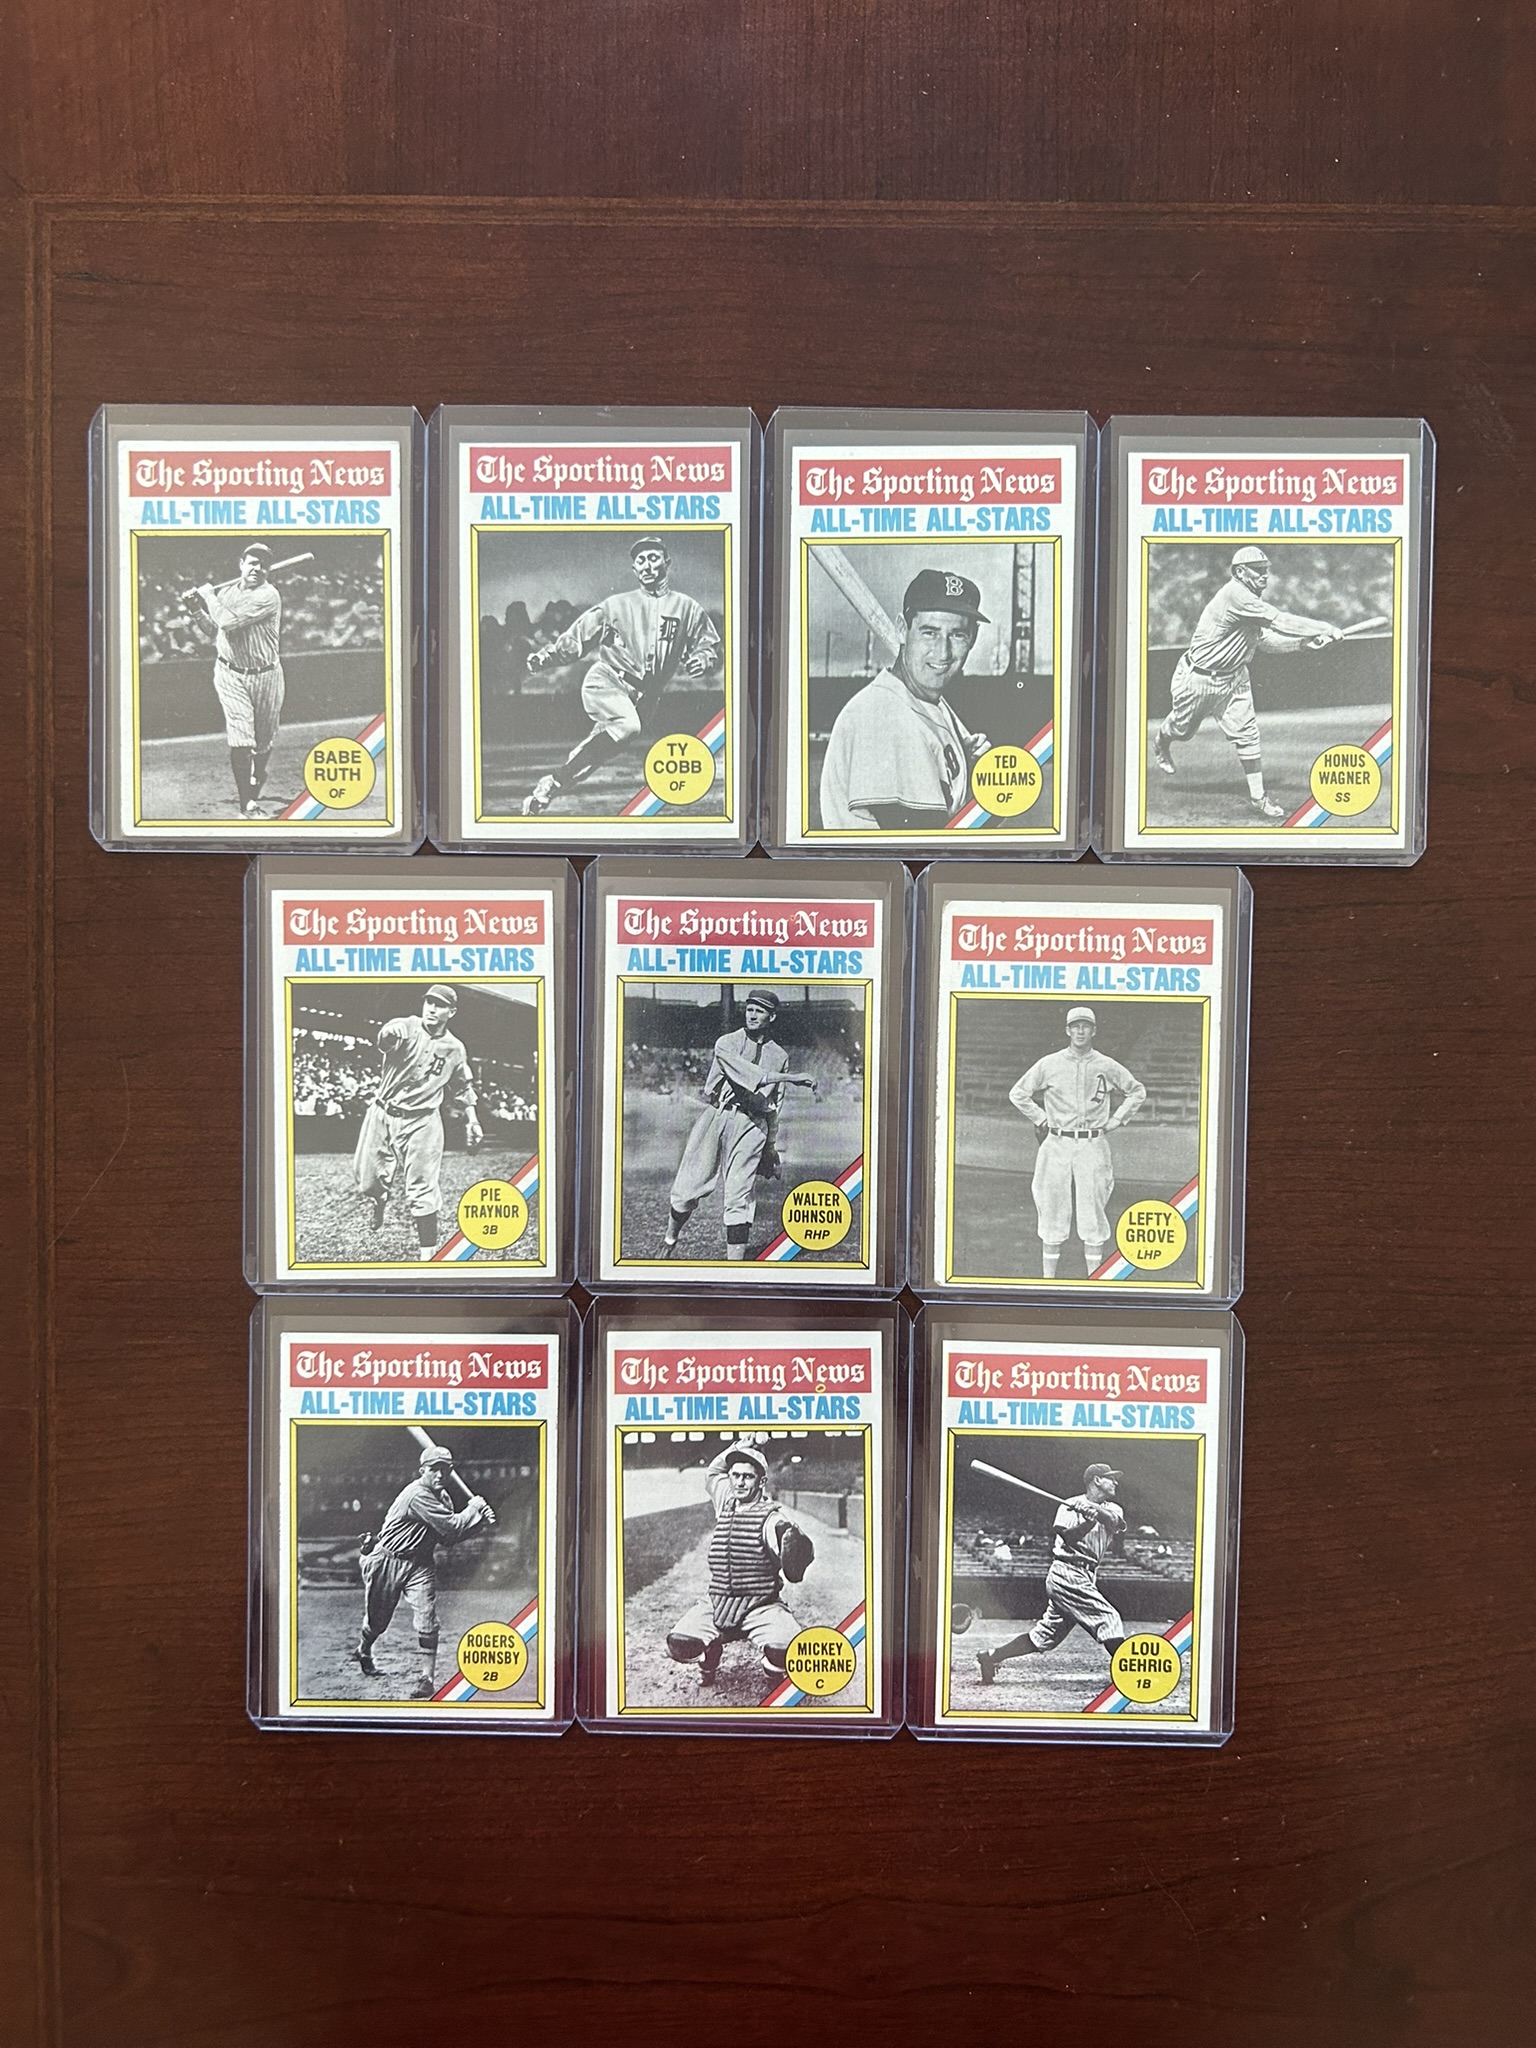 The Sporting News
ALL-TIME ALL-STARS
BABE
RUTH
OF
The Sporting News
ALL-TIME ALL-STARS
D
TY
COBB
OF
The Sporting News
ALL-TIME ALL-STARS
B
TED
WILLIAMS
OF
The Sporting News
ALL-TIME ALL-STARS
HONUS
WAGNER
SS
The Sporting News
ALL-TIME ALL-STARS
PIE
TRAYNOR
3B
The Sporting News
ALL-TIME ALL-STARS
WALTER
JOHNSON
RHP
The Sporting News
ALL-TIME ALL-STARS
A
LEFTY
GROVE
LHP
The Sporting News
ALL-TIME ALL-STARS
ROGERS
HORNSBY
2B
The Sporting News
ALL-TIME ALL-STARS
MICKEY
COCHRANE
C
The Sporting News
ALL-TIME ALL-STARS
LOU
GEHRIG
1B